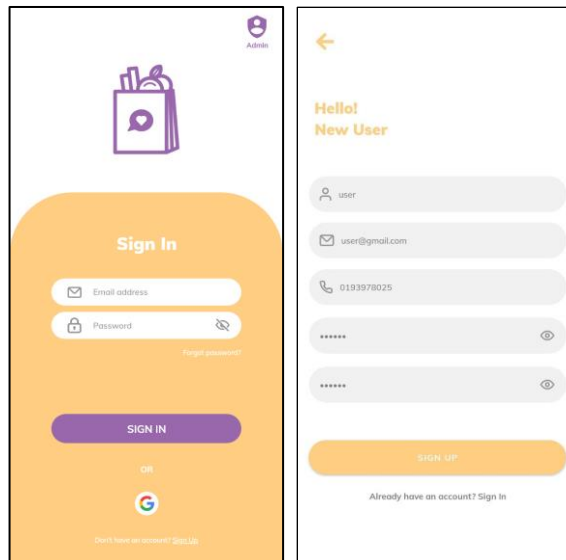 Admin
Sign In
Email address
Password
Forgot password?
SIGN IN
OR
Don't have an account? Sign Up
Hello!
New User
user
user@gmail.com
0193978025
••••••
••••••
SIGN UP
Already have an account? Sign In